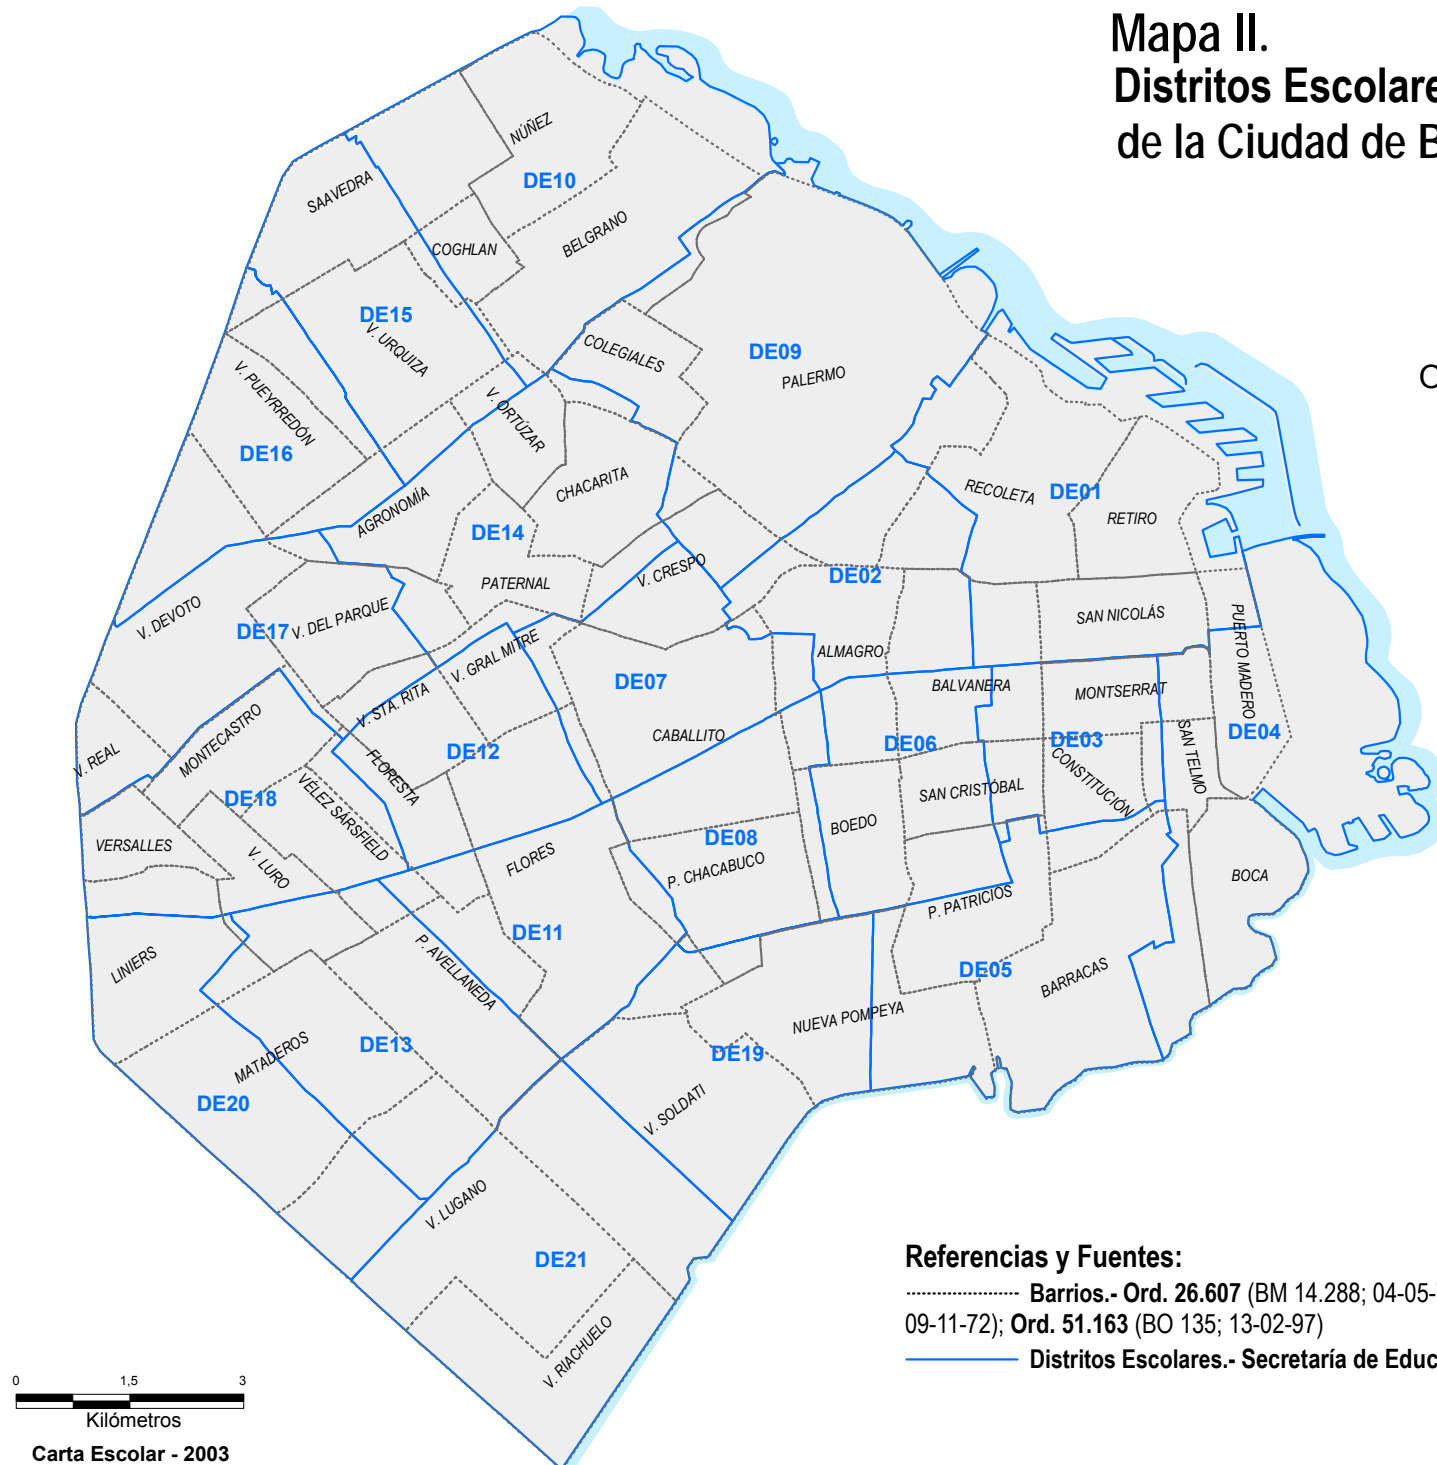 Mapa II.
Distritos Escolare
de la Ciudad de B
NÚÑEZ
DE10
SAAVEDRA
COGHLAN
BELGRANO
DE15
V. URQUIZA
COLEGIALES
DE09
PALERMO
C
V. PUEYRREDÓN
V. ORTÚZAR
DE16
CHACARITA
RECOLETA
DE01
RETIRO
AGRONOMÍA
DE14
PATERNAL
V. CRESPO
DE02
V. DEVOTO
DE17
V. DEL PARQUE
SAN NICOLÁS
PUERTO MADERO
V. GRAL MITRE
ALMAGRO
DE07
BALVANERA
MONTSERRAT
V. STA. RITA
MONTECASTRO
V. REAL
CABALLITO
DE12
DE06
DE03
DE04
SAN TELMO
FLORESTA
DE18
VÉLEZ SÁRSFIELD
SAN CRISTÓBAL
CONSTITUCIÓN
VERSALLES
V. LURO
FLORES
DE08
BOEDO
P. CHACABUCO
BOCA
P. PATRICIOS
LINIERS
P. AVELLANEDA
DE11
DE05
BARRACAS
NUEVA POMPEYA
MATADEROS
DE13
DE19
DE20
V. SOLDATI
V. LUGANO
DE21
V. RIACHUELO
Referencias y Fuentes:
Barrios.- Ord. 26.607 (BM 14.288; 04-05-
09-11-72); Ord. 51.163 (BO 135; 13-02-97)
Distritos Escolares.- Secretaría de Educ
0 1,5 3
Kilómetros
Carta Escolar - 2003